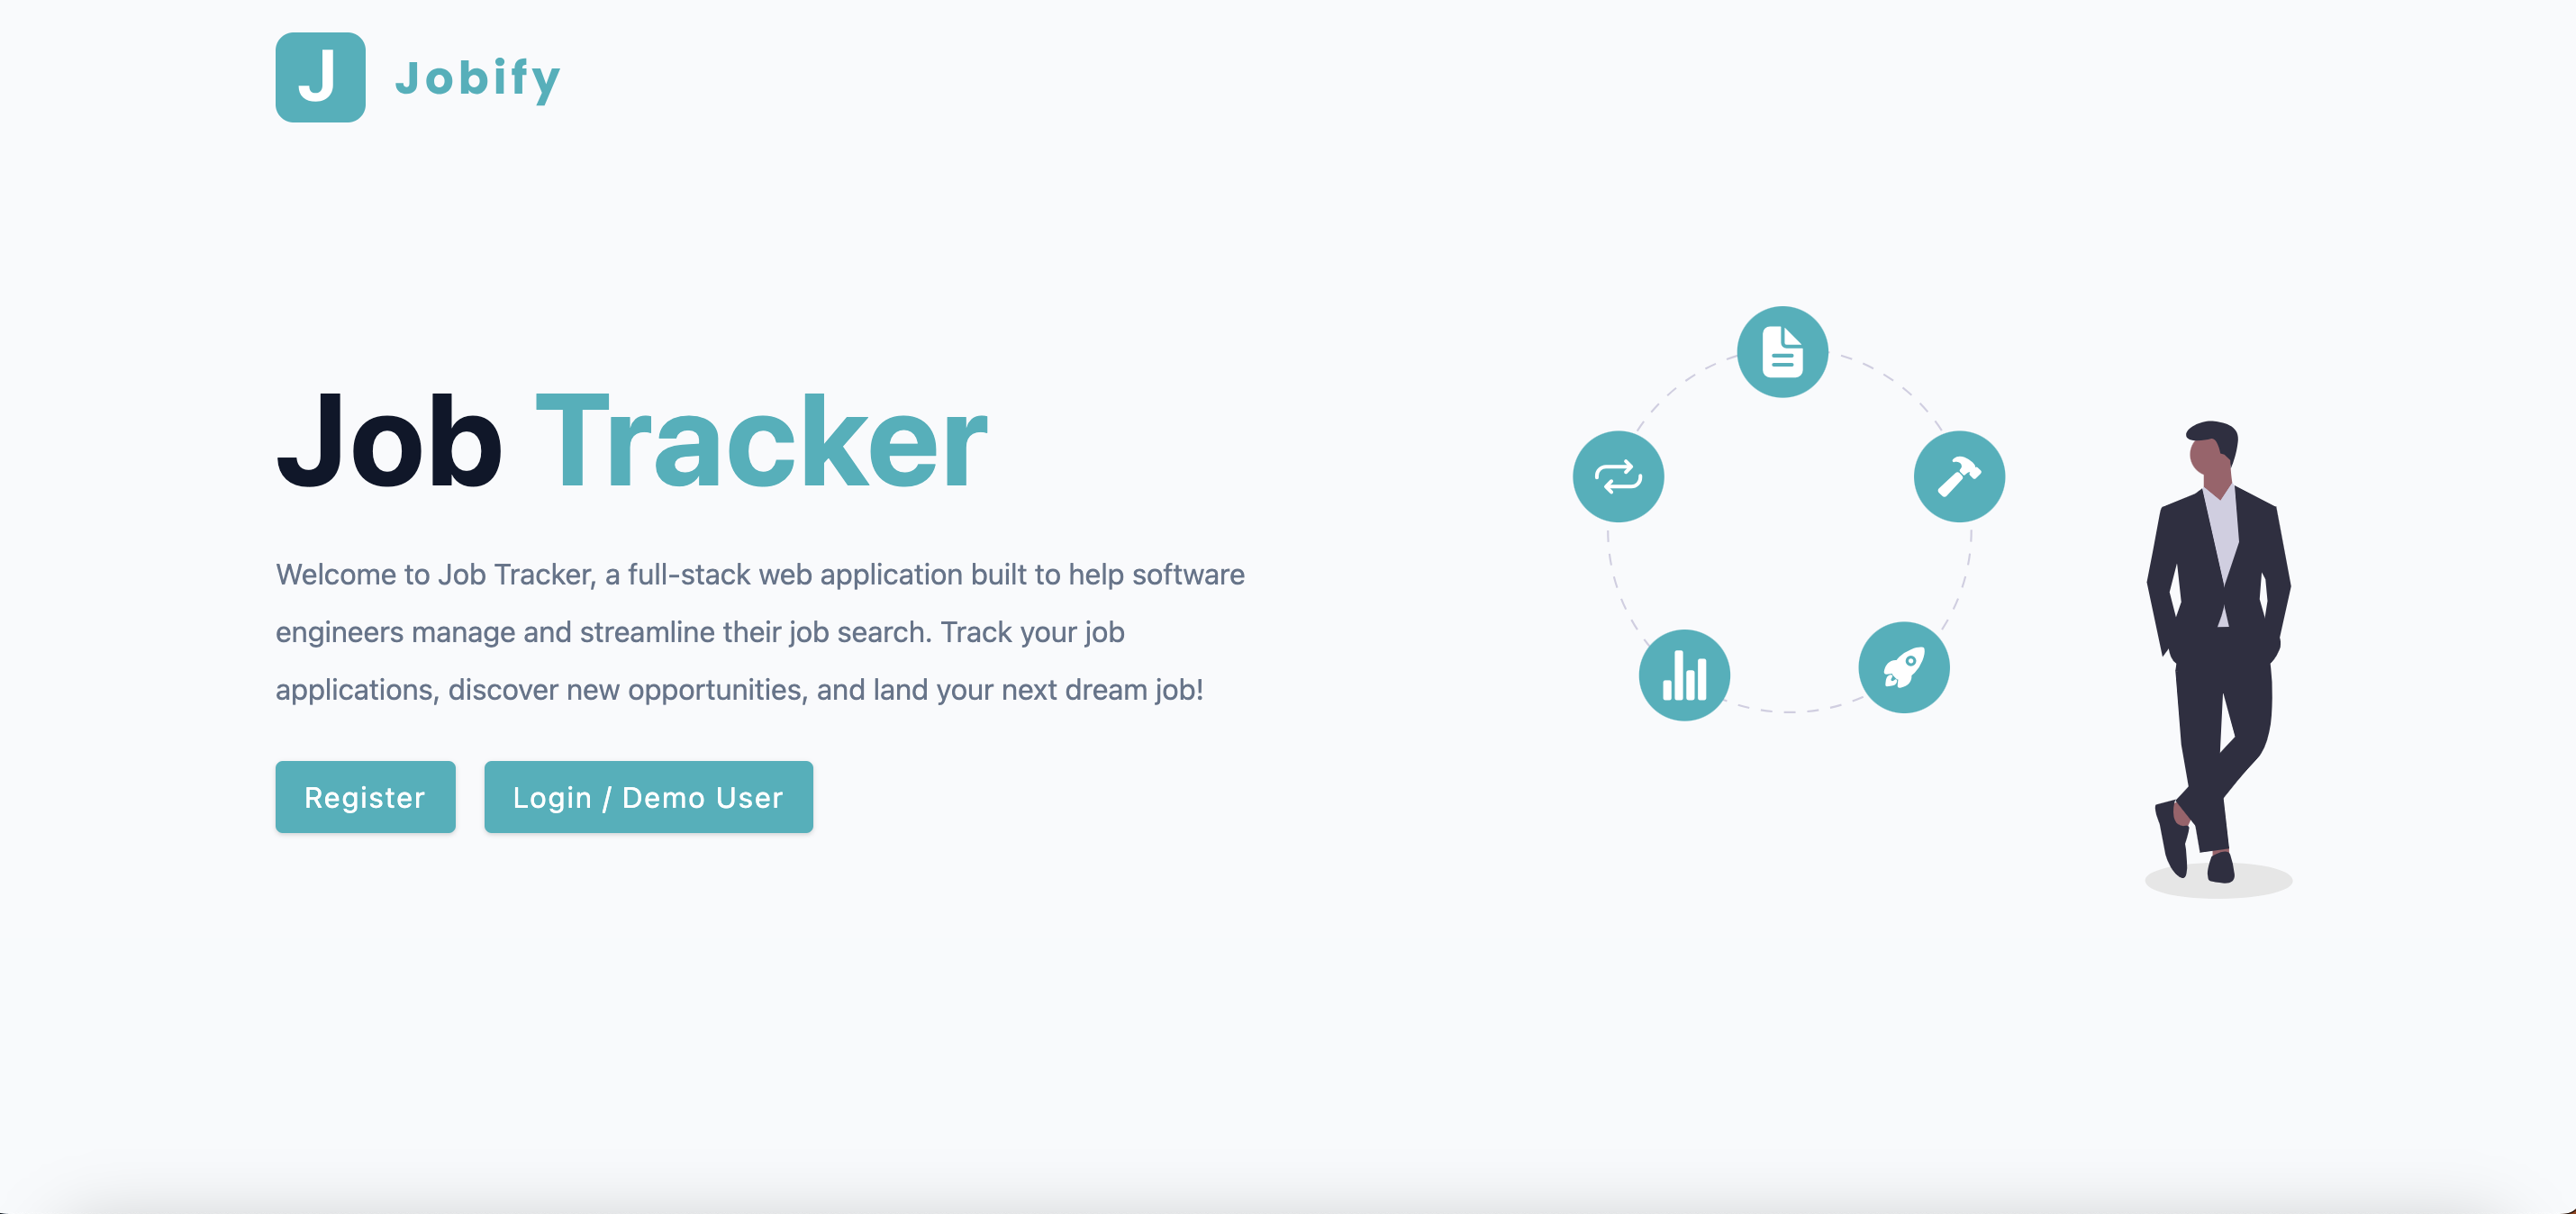 J Jobify
Job Tracker
Welcome to Job Tracker, a full-stack web application built to help software
engineers manage and streamline their job search. Track your job
applications, discover new opportunities, and land your next dream job!
Register Login / Demo User